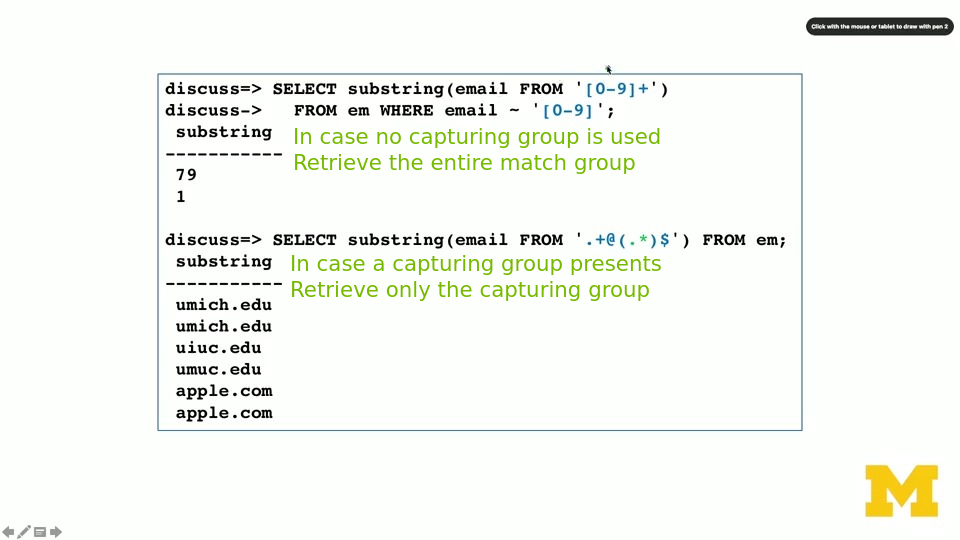 Click with the mouse or tablet to draw with pen 2
discuss=> SELECT substring(email FROM '[0-9]+')
discuss->   FROM em WHERE email ~ '[0-9]';
substring
In case no capturing group is used
-----------
Retrieve the entire match group
79
1
discuss=> SELECT substring(email FROM '.+@(.*)$') FROM em;
substring
In case a capturing group presents
-----------
Retrieve only the capturing group
umich.edu
umich.edu
uiuc.edu
umuc.edu
apple.com
apple.com
M